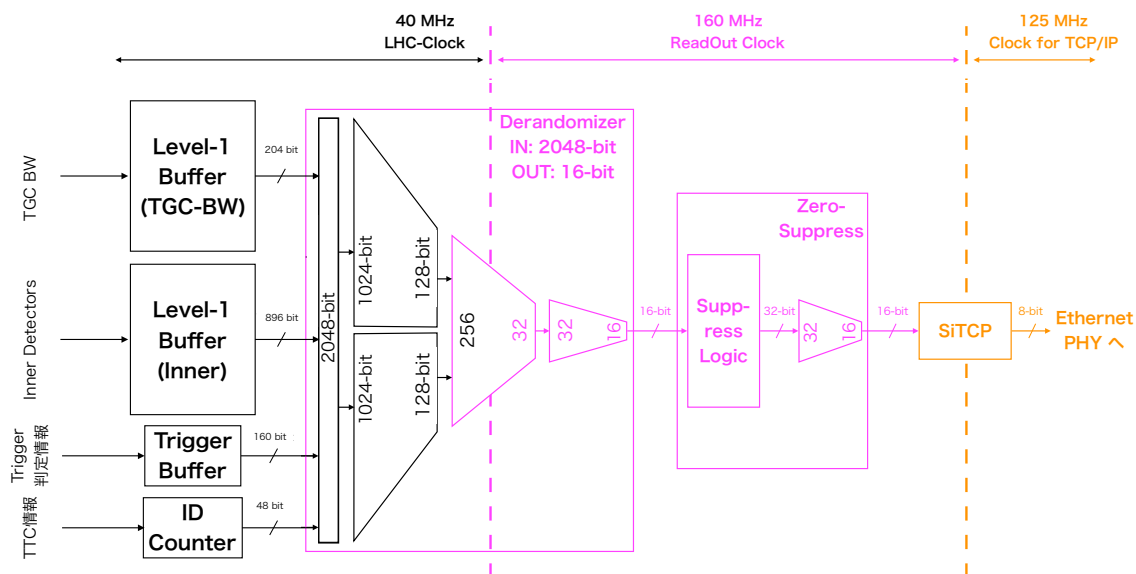 40 MHz
LHC-Clock
160 MHz
ReadOut Clock
125 MHz
Clock for TCP/IP
TGC BW
Level-1
Buffer
(TGC-BW)
204 bit
Derandomizer
IN: 2048-bit
OUT: 16-bit
Inner Detectors
Level-1
Buffer
(Inner)
896 bit
Trigger
判定情報
Trigger
Buffer
160 bit
TTC情報
ID
Counter
48 bit
2048-bit
1024-bit
128-bit
1024-bit
128-bit
256
32
32
16
16-bit
Zero-
Suppress
Supp-
ress
Logic
32-bit
32
16
16-bit
SiTCP
8-bit
Ethernet
PHY へ